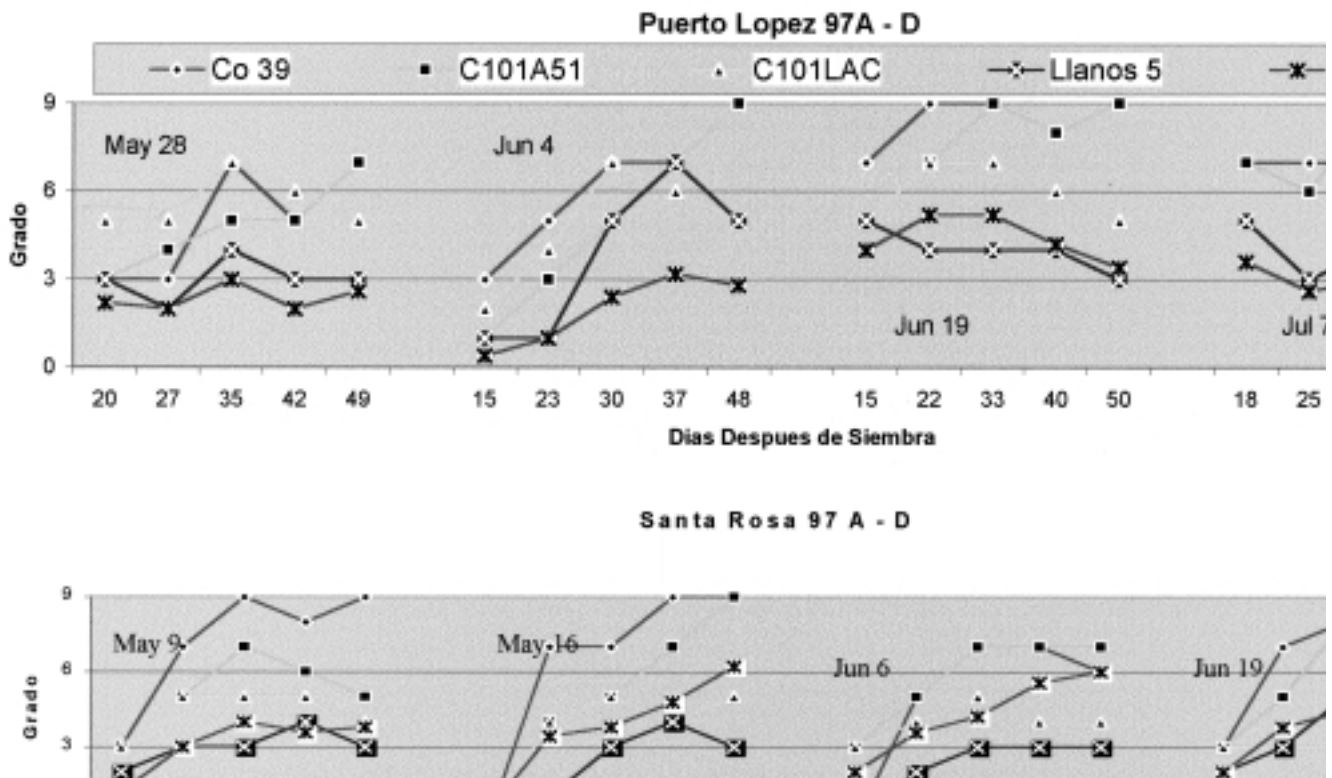 Puerto Lopez 97A - D
Co 39 C101A51 C101LAC Llanos 5
9
6
3
0
Grado
May 28
Jun 4
Jun 19
Jul 7
20 27 35 42 49 15 23 30 37 48 15 22 33 40 50 18 25
Dias Despues de Siembra
Santa Rosa 97 A - D
9
6
3
Grado
May 9
May 16
Jun 6
Jun 19